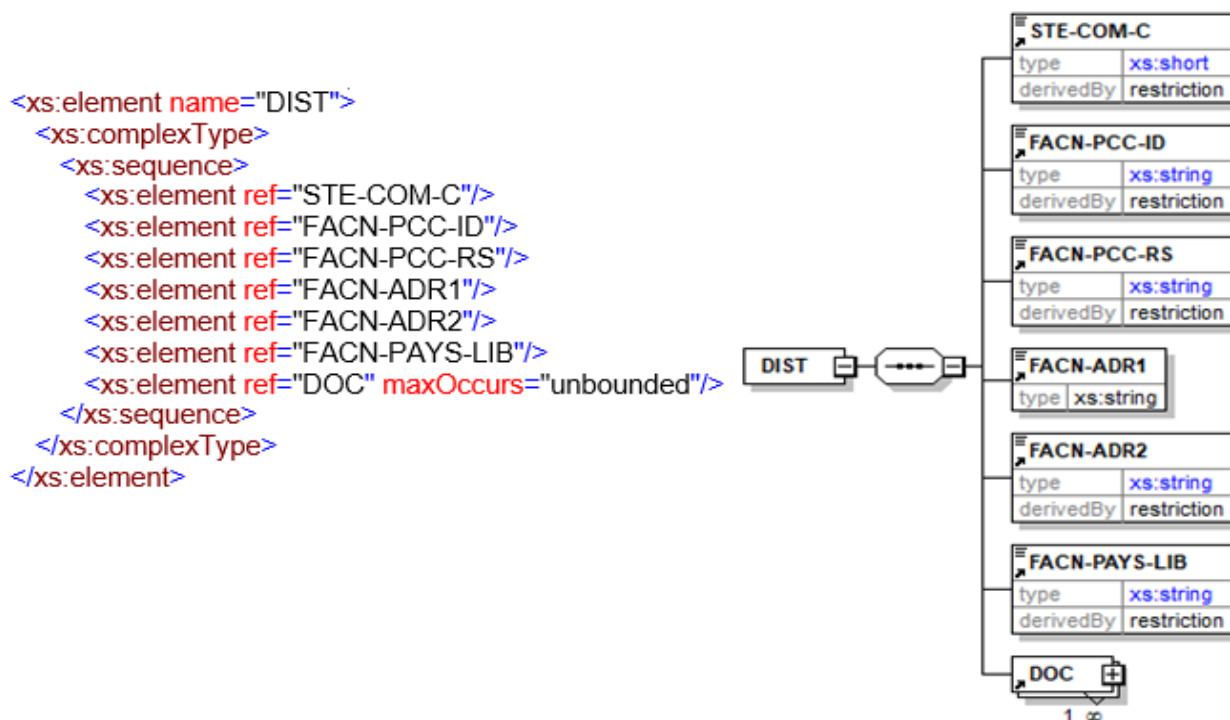 <xs:element name="DIST">
<xs:complexType>
<xs:sequence>
<xs:element ref="STE-COM-C"/>
<xs:element ref="FACN-PCC-ID"/>
<xs:element ref="FACN-PCC-RS"/>
<xs:element ref="FACN-ADR1"/>
<xs:element ref="FACN-ADR2"/>
<xs:element ref="FACN-PAYS-LIB"/>
<xs:element ref="DOC" maxOccurs="unbounded"/>
</xs:sequence>
</xs:complexType>
</xs:element>
DIST
STE-COM-C
type xs:short
derivedBy restriction
FACN-PCC-ID
type xs:string
derivedBy restriction
FACN-PCC-RS
type xs:string
derivedBy restriction
FACN-ADR1
type xs:string
FACN-ADR2
type xs:string
derivedBy restriction
FACN-PAYS-LIB
type xs:string
derivedBy restriction
DOC
1..∞